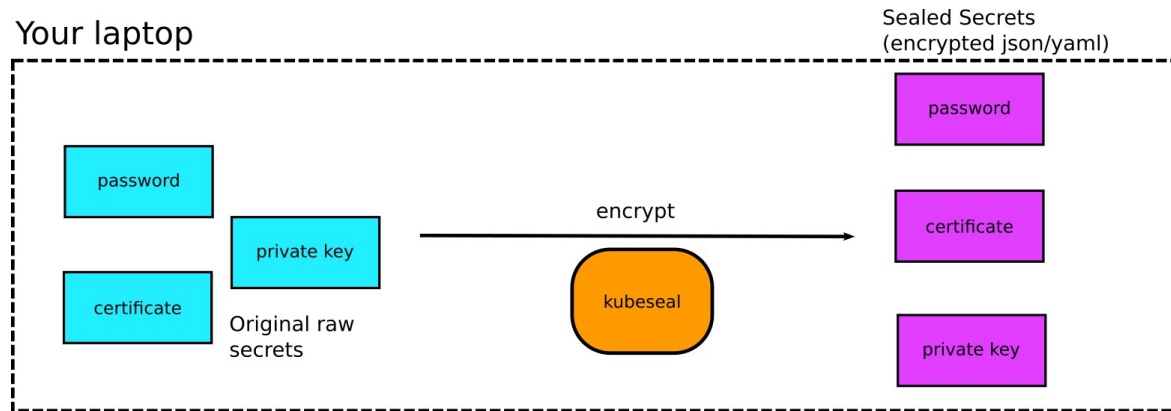 Your laptop
Sealed Secrets
(encrypted json/yaml)
password
private key
certificate
Original raw
secrets
encrypt
kubeseal
password
certificate
private key